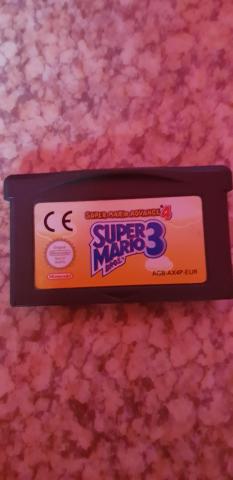 SUPER MARIO ADVANCE 4
CE
SUPER
MARIO 3
BROS.
Nintendo
AGB-AX4P-EUR